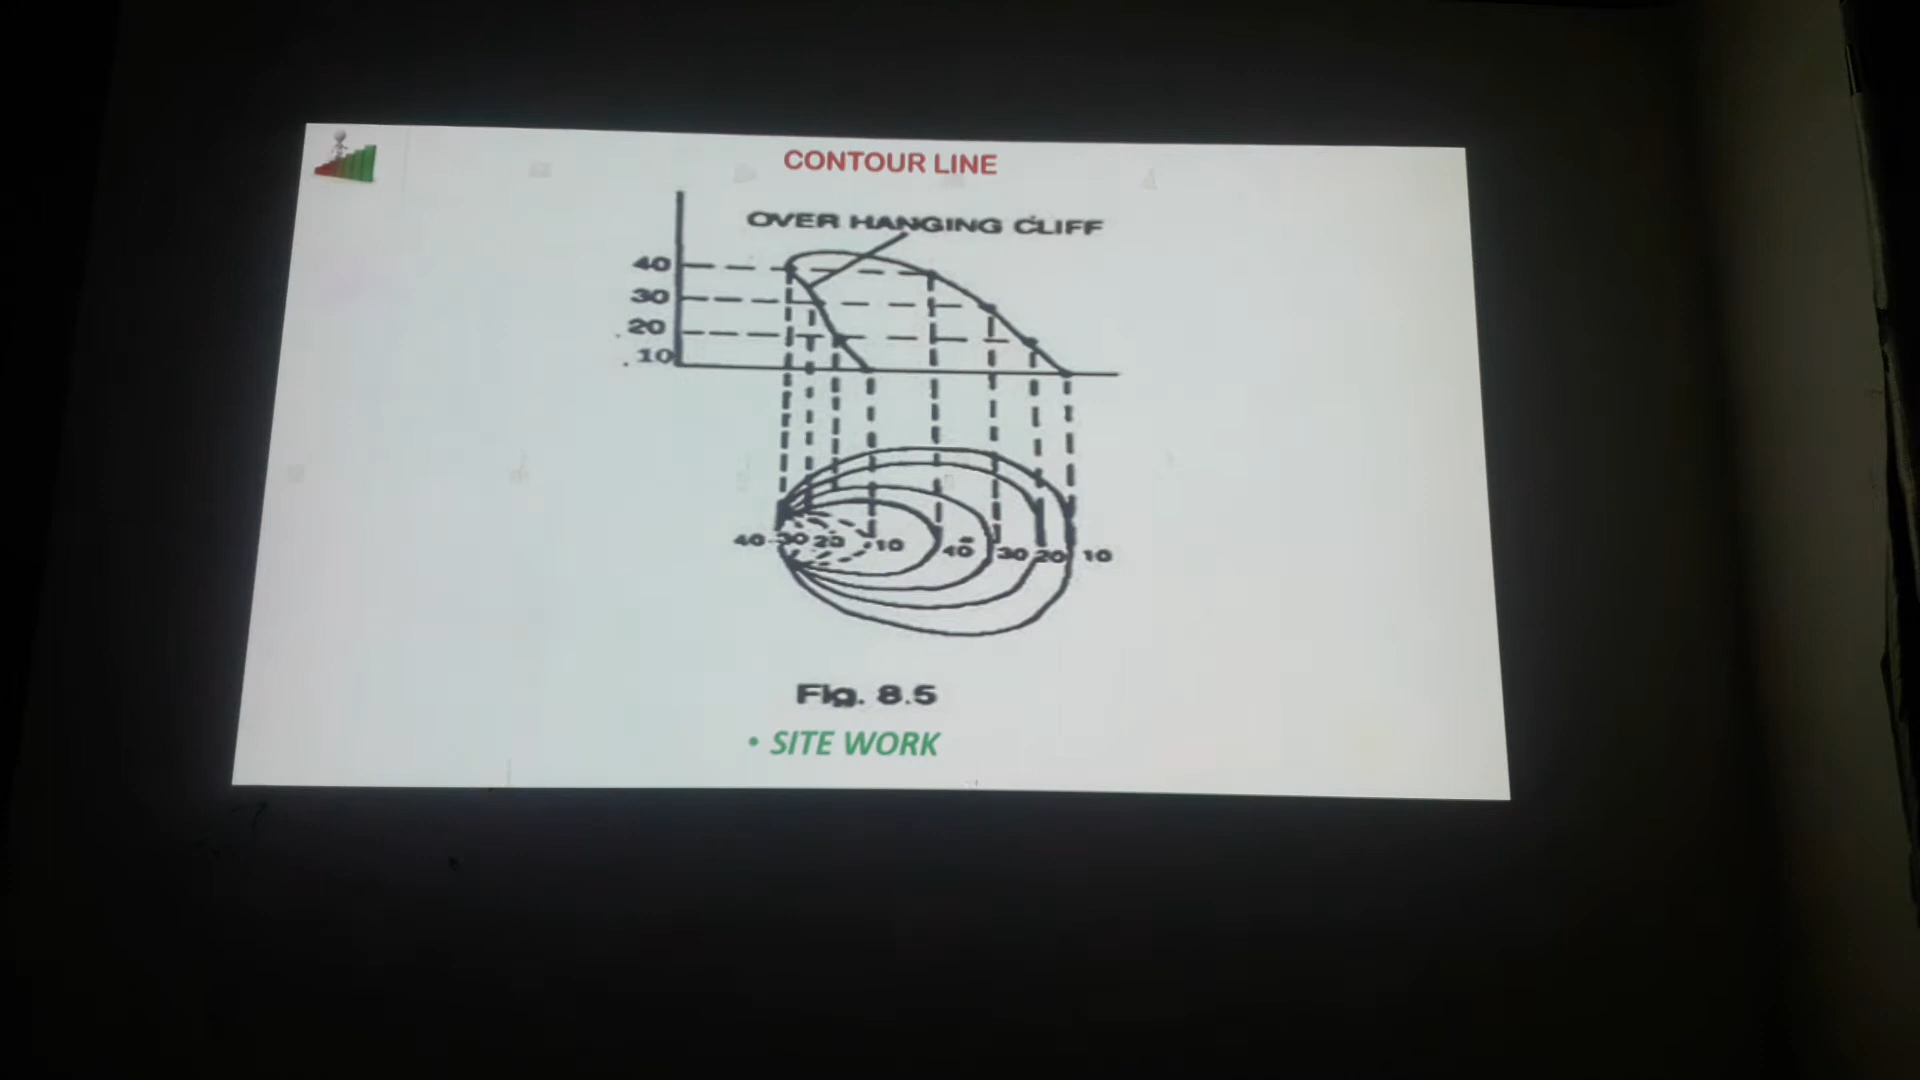 CONTOUR LINE
OVER HANGING CLIFF
40
30
20
10
40 30 20 10 40 30 20 10
Fig. 8.5
• SITE WORK